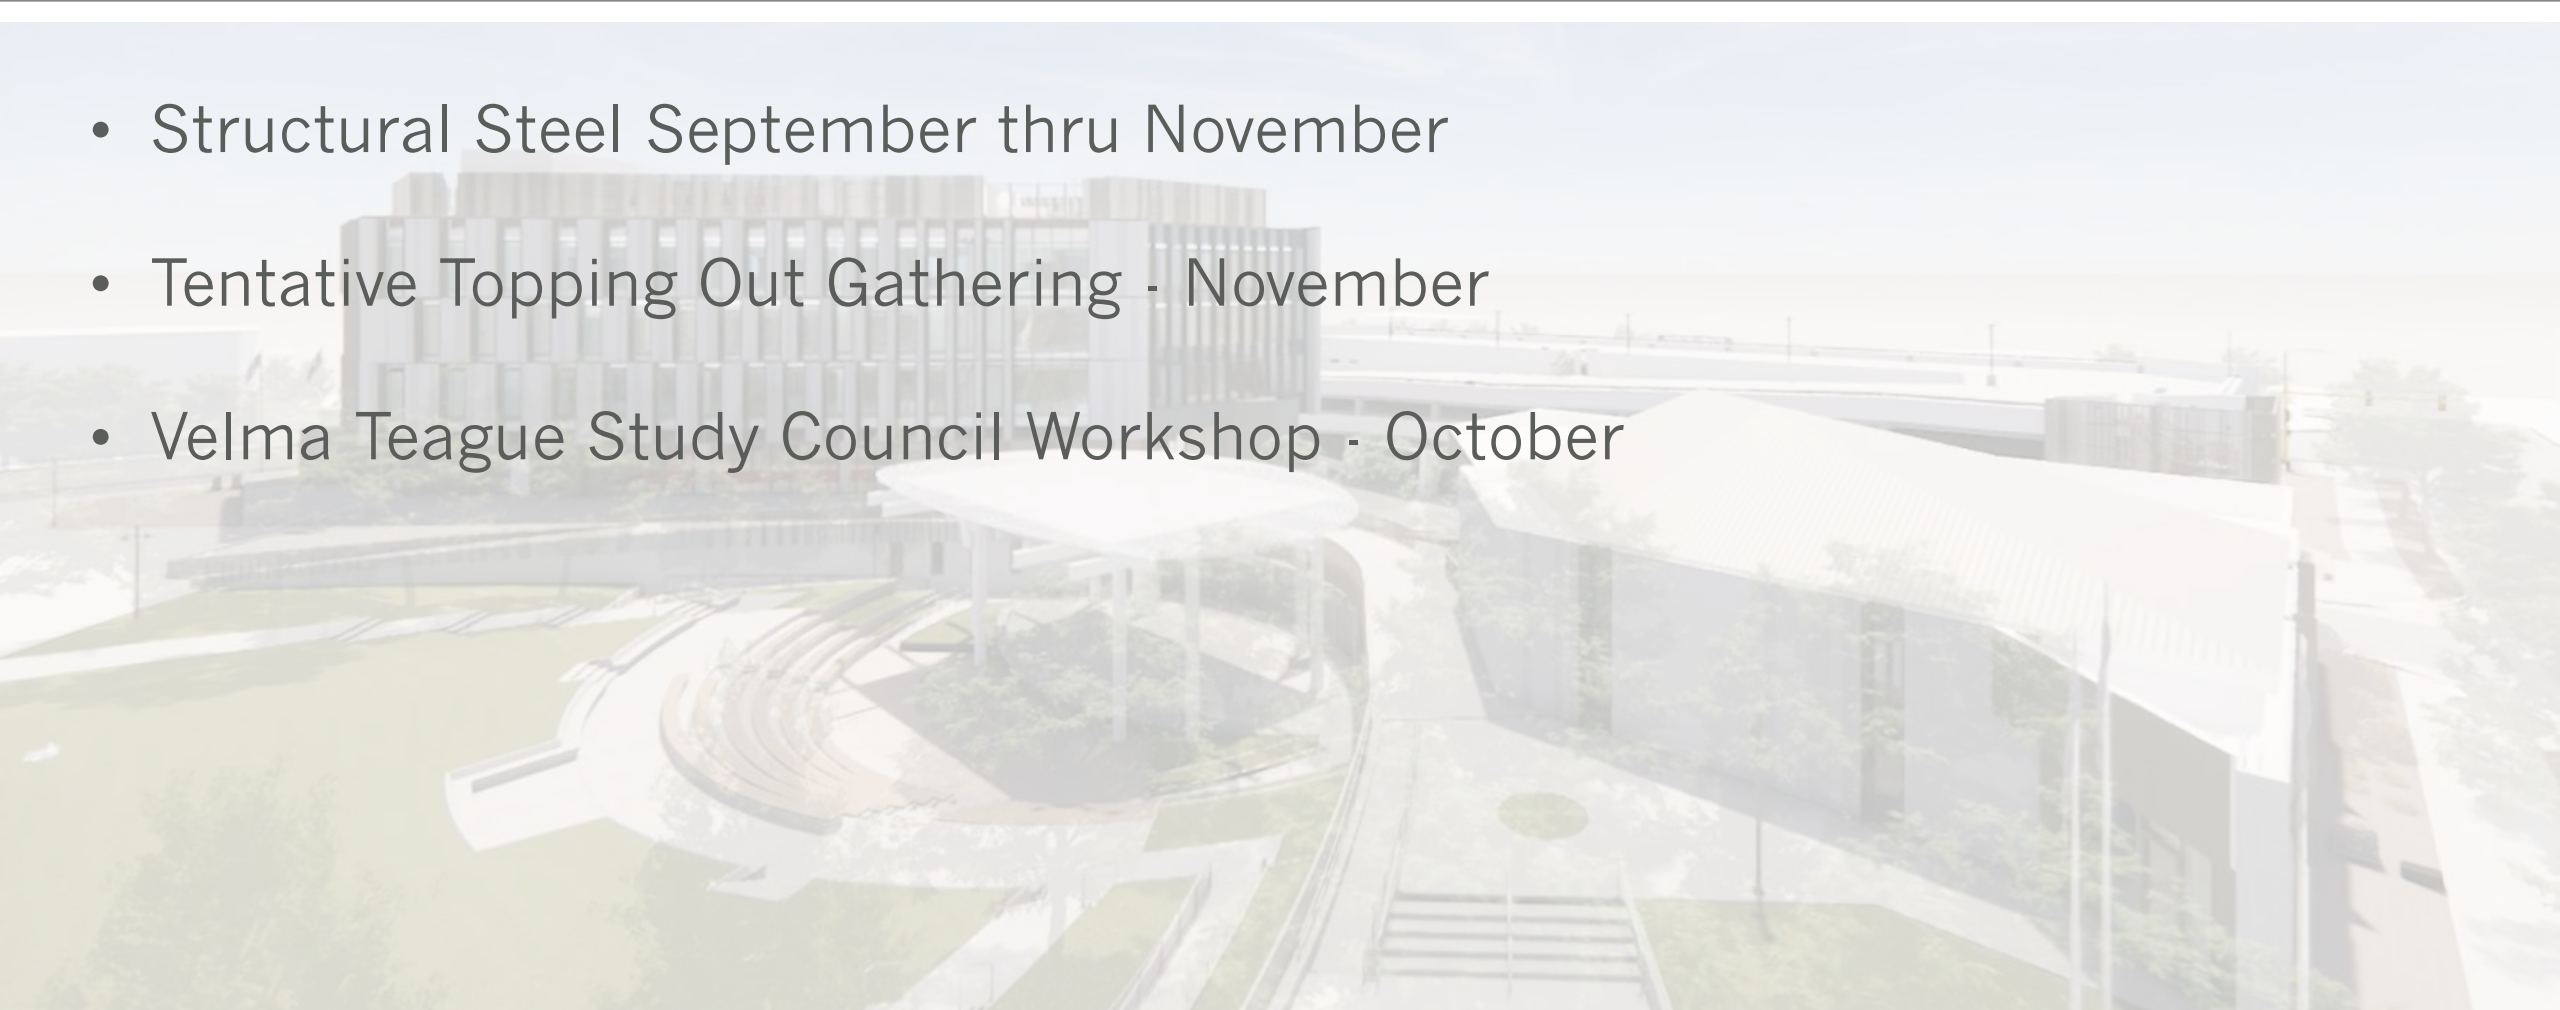 • Structural Steel September thru November
• Tentative Topping Out Gathering - November
• Velma Teague Study Council Workshop - October